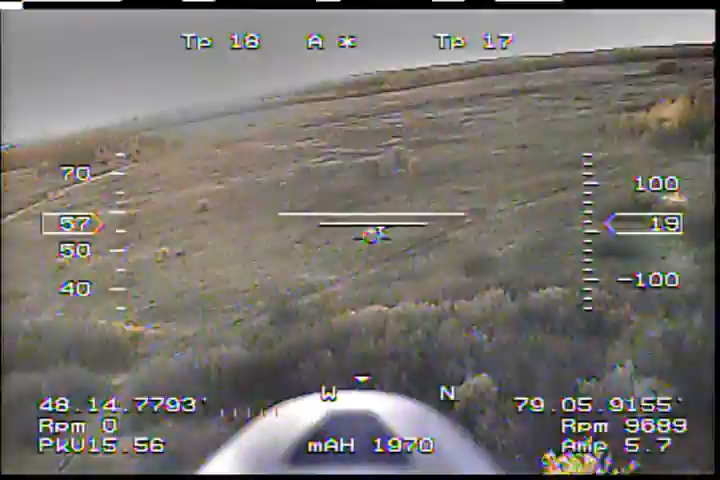 Tp 18 A * Tp 17
70
100
57
19
50
40
-100
W N
48.14.7793' 79.05.9155'
Rpm 0 Rpm 9689
PkV15.56 mAH 1970 Amp 5.7